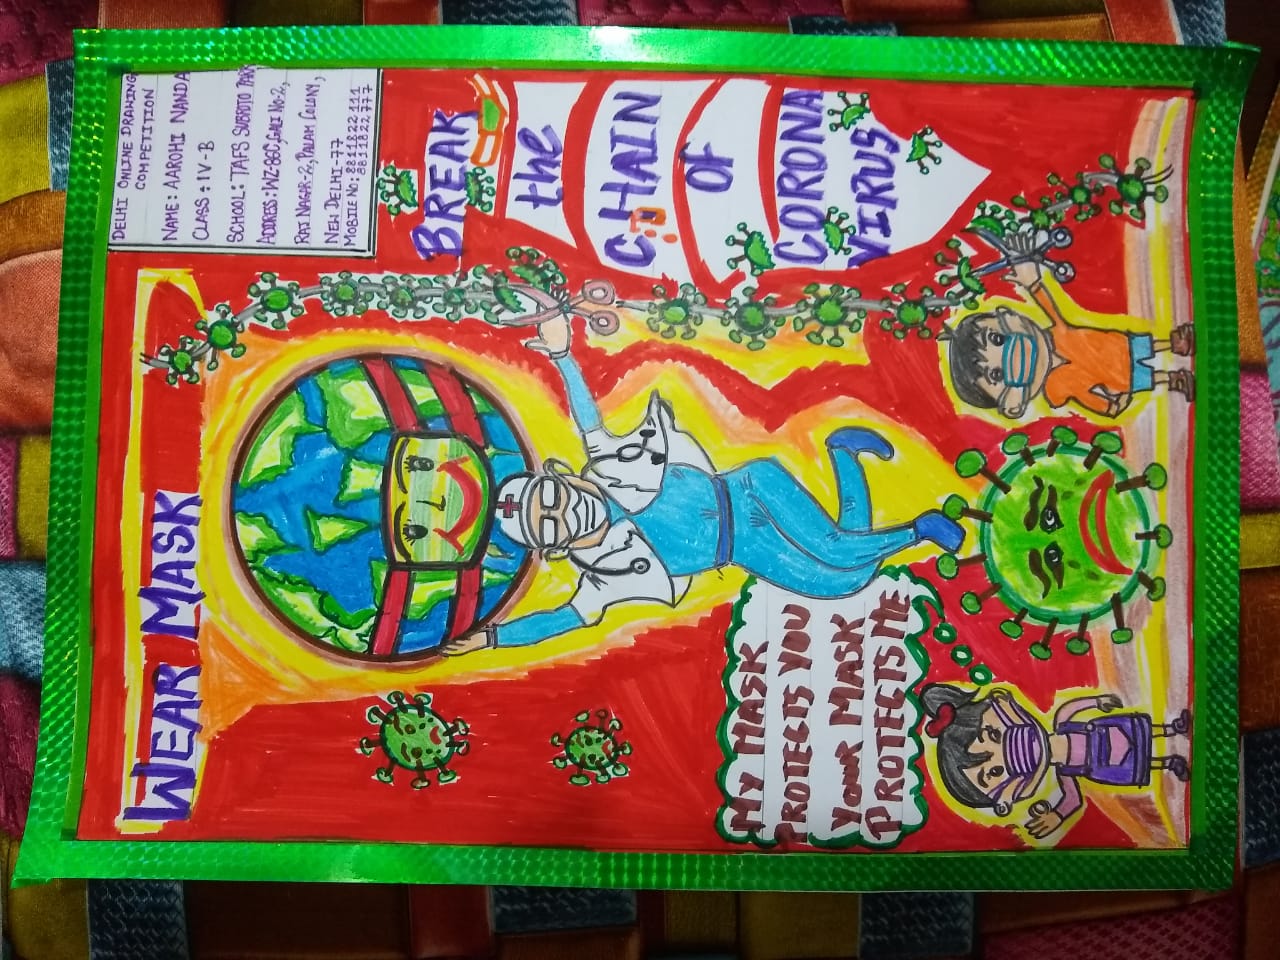 WEAR MASK
DELHI ONLINE DRAWING
COMPETITION
NAME: AAROHI NANDA
CLASS: IV-B
SCHOOL: TAFS SUBROTO PARK
ADDRESS: WZ-86C, GALI NO-2,
RAJ NAGAR-2, PALAM COLONY,
NEW DELHI-77
MOBILE NO: 8811822111
8811822777
BREAK
the
CHAIN
OF
CORONA
VIRUS
MY MASK
PROTECTS YOU
YOUR MASK
PROTECTS ME